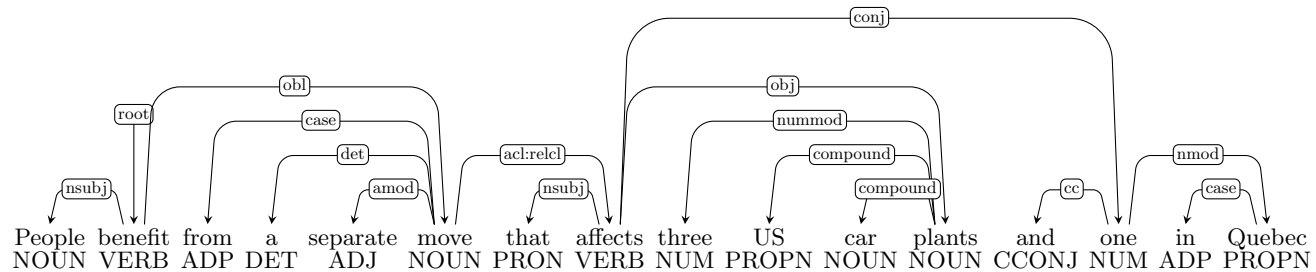 conj
obl obj
root
case nummod
det acl:relcl compound nmod
nsubj amod nsubj compound cc case
People benefit from a separate move that affects three US car plants and one in Quebec
NOUN VERB ADP DET ADJ NOUN PRON VERB NUM PROPN NOUN NOUN CCONJ NUM ADP PROPN